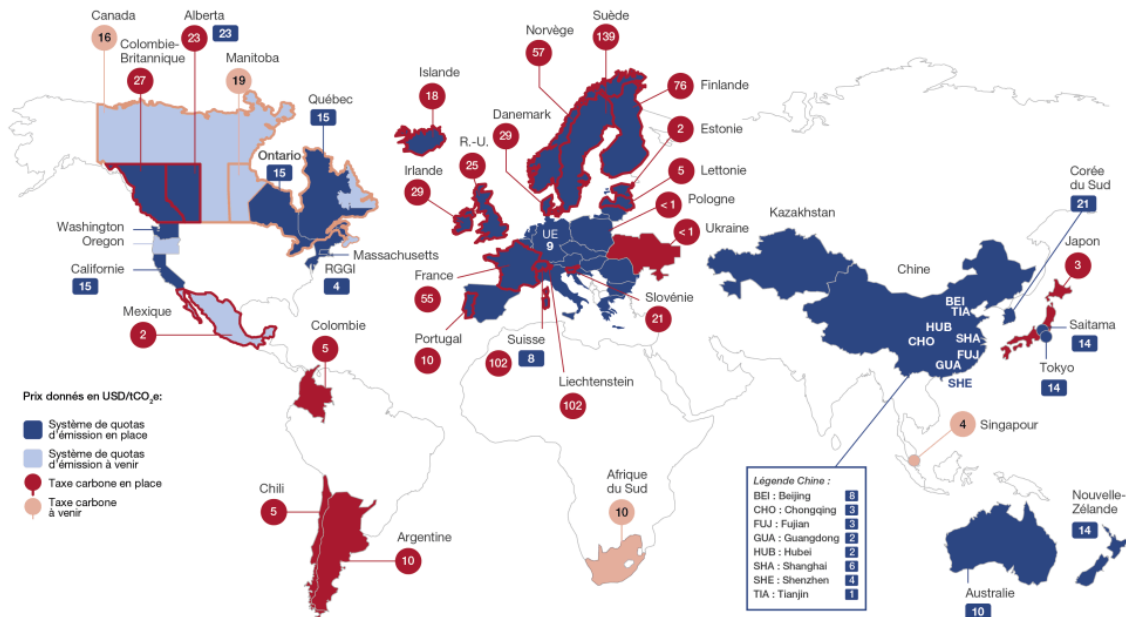 Canada
16
Alberta
23
23
Colombie-
Britannique
27
Manitoba
19
Québec
15
Ontario
15
Washington
Oregon
Californie
15
Massachusetts
RGGI
4
Mexique
2
Colombie
5
Chili
5
Argentine
10
Islande
18
Norvège
57
Suède
139
Finlande
76
Danemark
29
Estonie
2
R.-U.
25
Lettonie
5
Irlande
29
Pologne
< 1
UE
9
Ukraine
< 1
France
55
Slovénie
21
Portugal
10
Suisse
102
8
Liechtenstein
102
Afrique
du Sud
10
Kazakhstan
Chine
BEI
TIA
HUB
CHO
SHA
FUJ
GUA
SHE
Corée
du Sud
21
Japon
3
Saitama
14
Tokyo
14
Singapour
4
Nouvelle-
Zélande
14
Australie
10
Prix donnés en USD/tCO₂e:
Système de quotas
d'émission en place
Système de quotas
d'émission à venir
Taxe carbone en place
Taxe carbone
à venir
Légende Chine :
BEI : Beijing 8
CHO : Chongqing 3
FUJ : Fujian 3
GUA : Guangdong 2
HUB : Hubei 2
SHA : Shanghai 6
SHE : Shenzhen 4
TIA : Tianjin 1